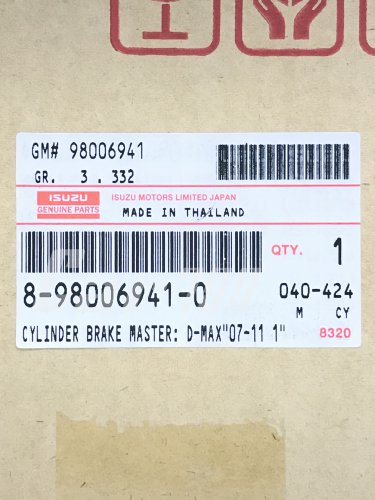 GM# 98006941
GR. 3 . 332
ISUZU
GENUINE PARTS
ISUZU MOTORS LIMITED JAPAN
MADE IN THAILAND
QTY. 1
8-98006941-0
040-424
M CY
CYLINDER BRAKE MASTER: D-MAX"07-11 1"
8320